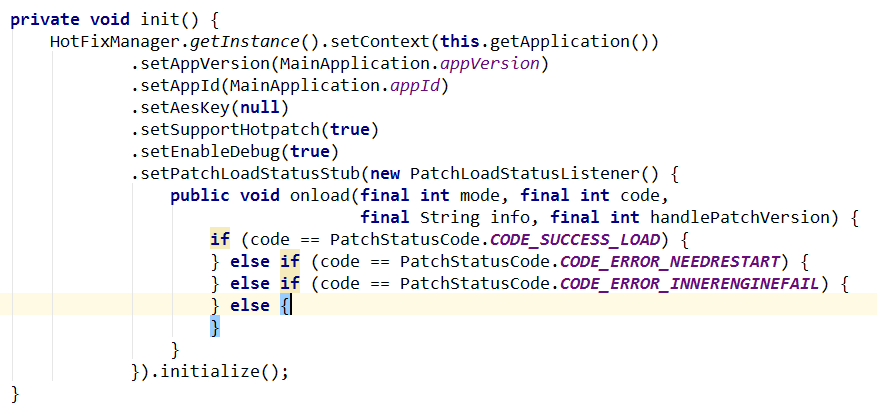 private void init() {
    HotFixManager.getInstance().setContext(this.getApplication())
            .setAppVersion(MainApplication.appVersion)
            .setAppId(MainApplication.appId)
            .setAesKey(null)
            .setSupportHotpatch(true)
            .setEnableDebug(true)
            .setPatchLoadStatusStub(new PatchLoadStatusListener() {
                public void onload(final int mode, final int code,
                                   final String info, final int handlePatchVersion) {
                    if (code == PatchStatusCode.CODE_SUCCESS_LOAD) {
                    } else if (code == PatchStatusCode.CODE_ERROR_NEEDRESTART) {
                    } else if (code == PatchStatusCode.CODE_ERROR_INNERENGINEFAIL) {
                    } else {
                    }
                }
            }).initialize();
}